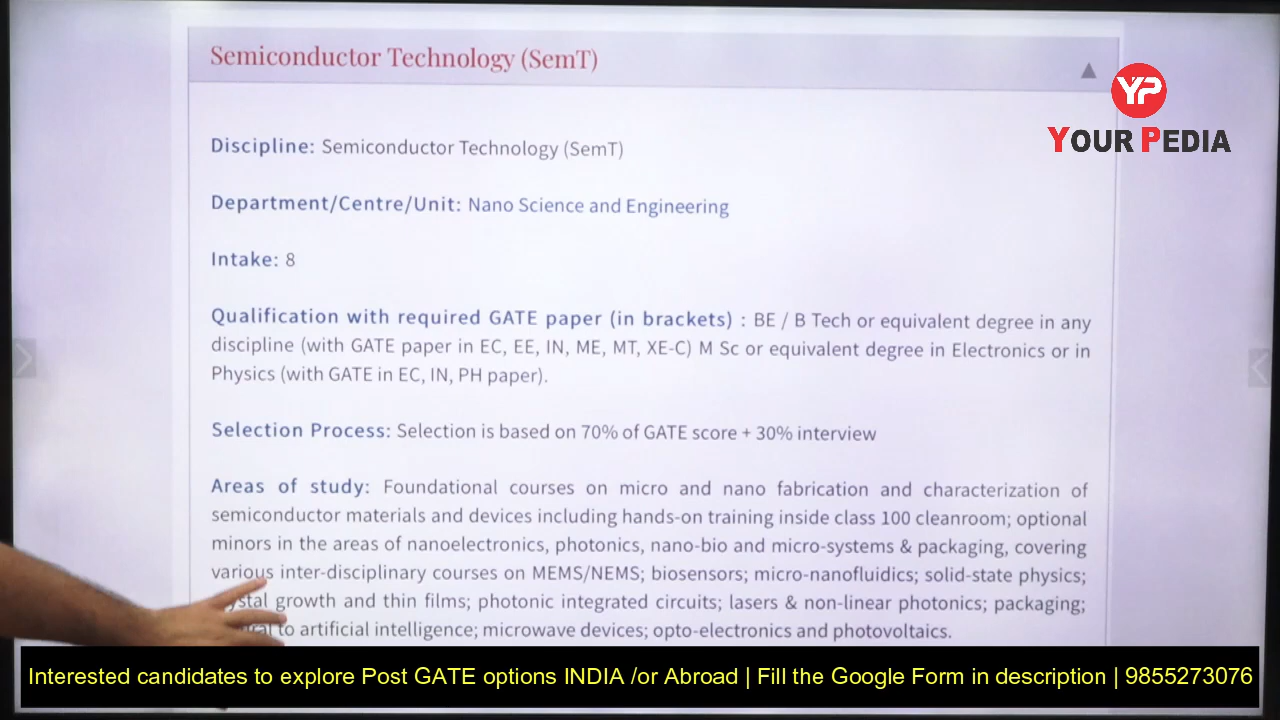 Semiconductor Technology (SemT)
YP
YOUR PEDIA
Discipline: Semiconductor Technology (SemT)
Department/Centre/Unit: Nano Science and Engineering
Intake: 8
Qualification with required GATE paper (in brackets) : BE / B Tech or equivalent degree in any
discipline (with GATE paper in EC, EE, IN, ME, MT, XE-C) M Sc or equivalent degree in Electronics or in
Physics (with GATE in EC, IN, PH paper).
Selection Process: Selection is based on 70% of GATE score + 30% interview
Areas of study: Foundational courses on micro and nano fabrication and characterization of
semiconductor materials and devices including hands-on training inside class 100 cleanroom; optional
minors in the areas of nanoelectronics, photonics, nano-bio and micro-systems & packaging, covering
various inter-disciplinary courses on MEMS/NEMS; biosensors; micro-nanofluidics; solid-state physics;
growth and thin films; photonic integrated circuits; lasers & non-linear photonics; packaging;
to artificial intelligence; microwave devices; opto-electronics and photovoltaics.
Interested candidates to explore Post GATE options INDIA /or Abroad | Fill the Google Form in description | 9855273076